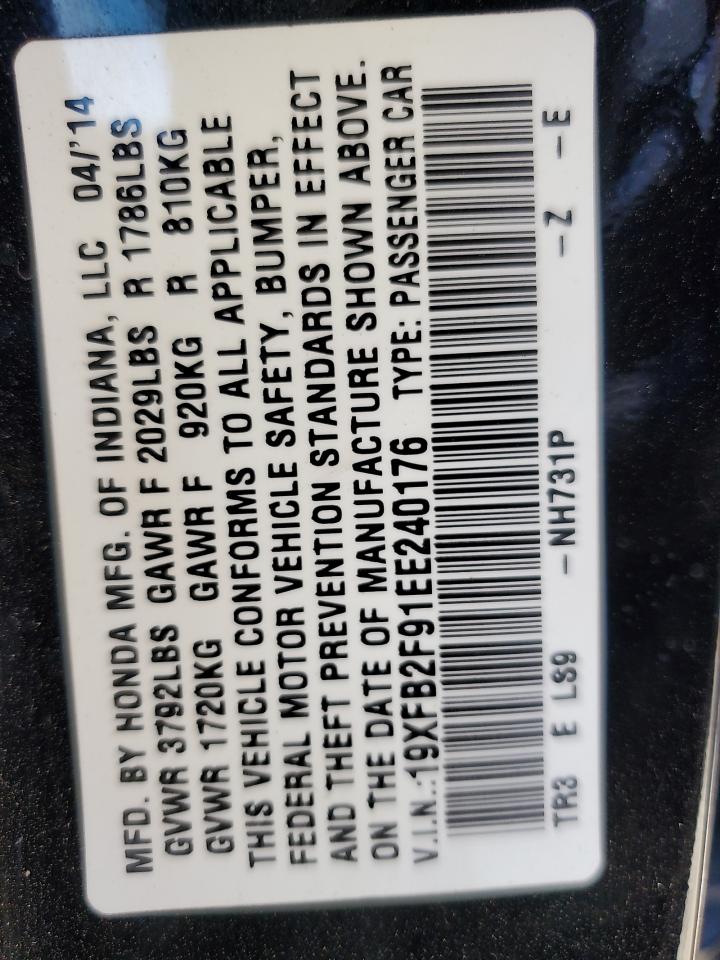 MFD. BY HONDA MFG. OF INDIANA, LLC 04/'14
GVWR 3792LBS GAWR F 2029LBS R 1786LBS
GVWR 1720KG GAWR F 920KG R 810KG
THIS VEHICLE CONFORMS TO ALL APPLICABLE
FEDERAL MOTOR VEHICLE SAFETY, BUMPER,
AND THEFT PREVENTION STANDARDS IN EFFECT
ON THE DATE OF MANUFACTURE SHOWN ABOVE.
V.I.N.:19XFB2F91EE240176 TYPE: PASSENGER CAR
TR3 E LS9 –NH731P –Z –E